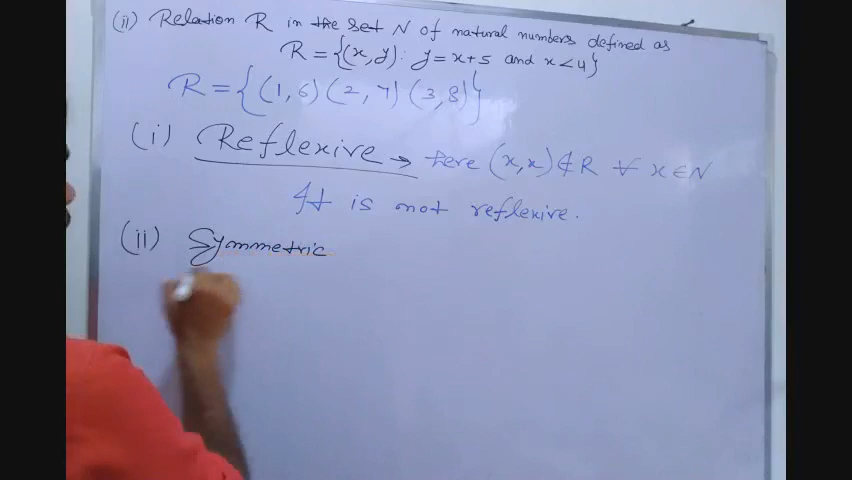 (ii) Relation R in the set N of natural numbers defined as
R = {(x, y): y = x + 5 and x < 4}
R = {(1, 6) (2, 7) (3, 8)}
(i) Reflexive → here (x, x) ∉ R ∀ x ∈ N
It is not reflexive.
(ii) Symmetric